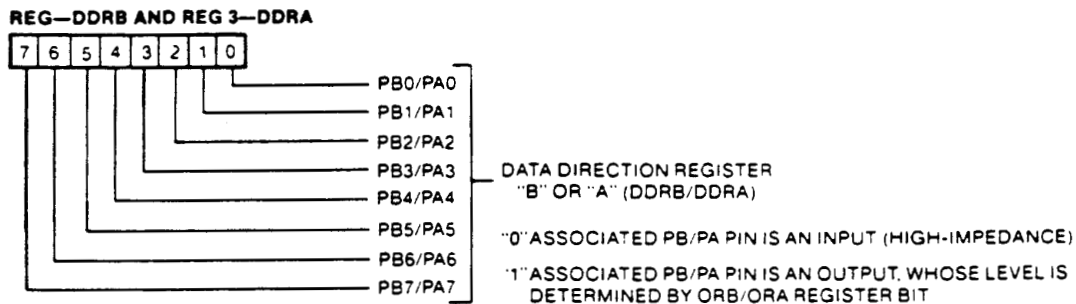 REG—DDRB AND REG 3—DDRA
7 6 5 4 3 2 1 0
PB0/PA0
PB1/PA1
PB2/PA2
PB3/PA3
PB4/PA4
PB5/PA5
PB6/PA6
PB7/PA7
DATA DIRECTION REGISTER
"B" OR "A" (DDRB/DDRA)
"0" ASSOCIATED PB/PA PIN IS AN INPUT (HIGH-IMPEDANCE)
"1" ASSOCIATED PB/PA PIN IS AN OUTPUT, WHOSE LEVEL IS
DETERMINED BY ORB/ORA REGISTER BIT